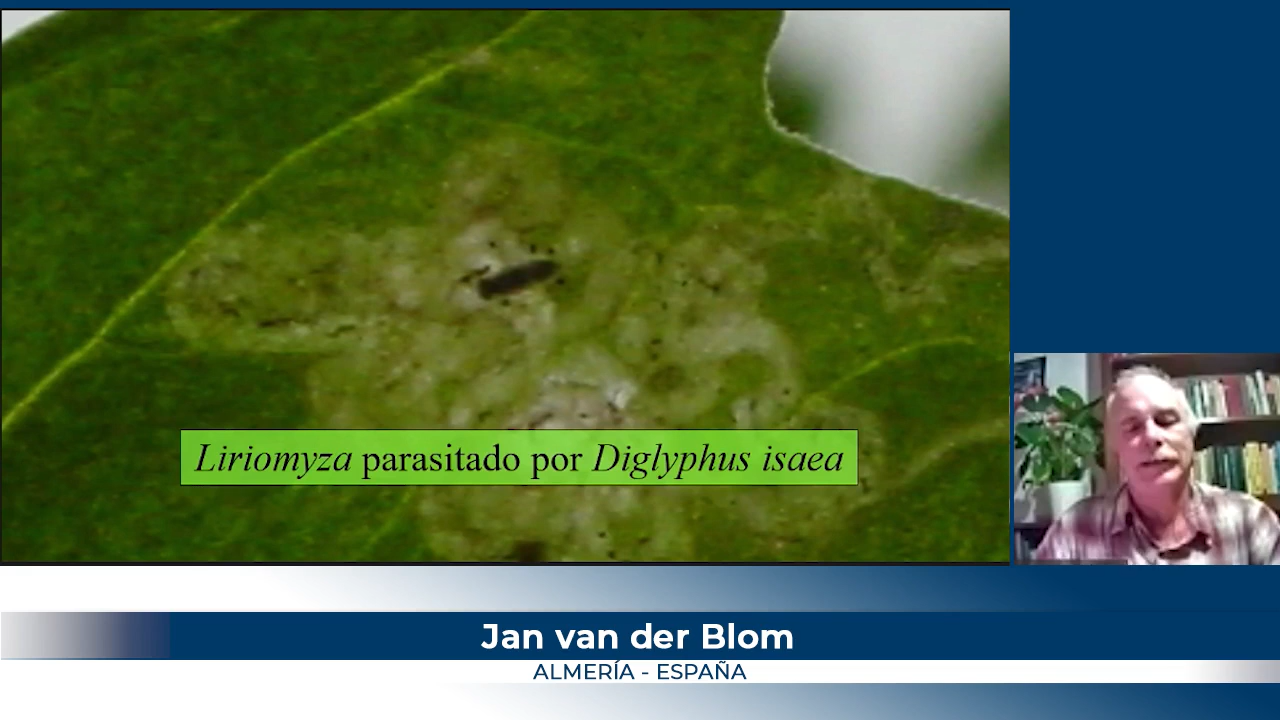 Liriomyza parasitado por Diglyphus isaea
Jan van der Blom
ALMERÍA - ESPAÑA